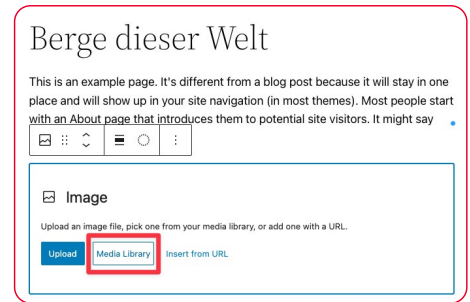 Berge dieser Welt
This is an example page. It's different from a blog post because it will stay in one
place and will show up in your site navigation (in most themes). Most people start
with an About page that introduces them to potential site visitors. It might say
Image
Upload an image file, pick one from your media library, or add one with a URL.
Upload Media Library Insert from URL